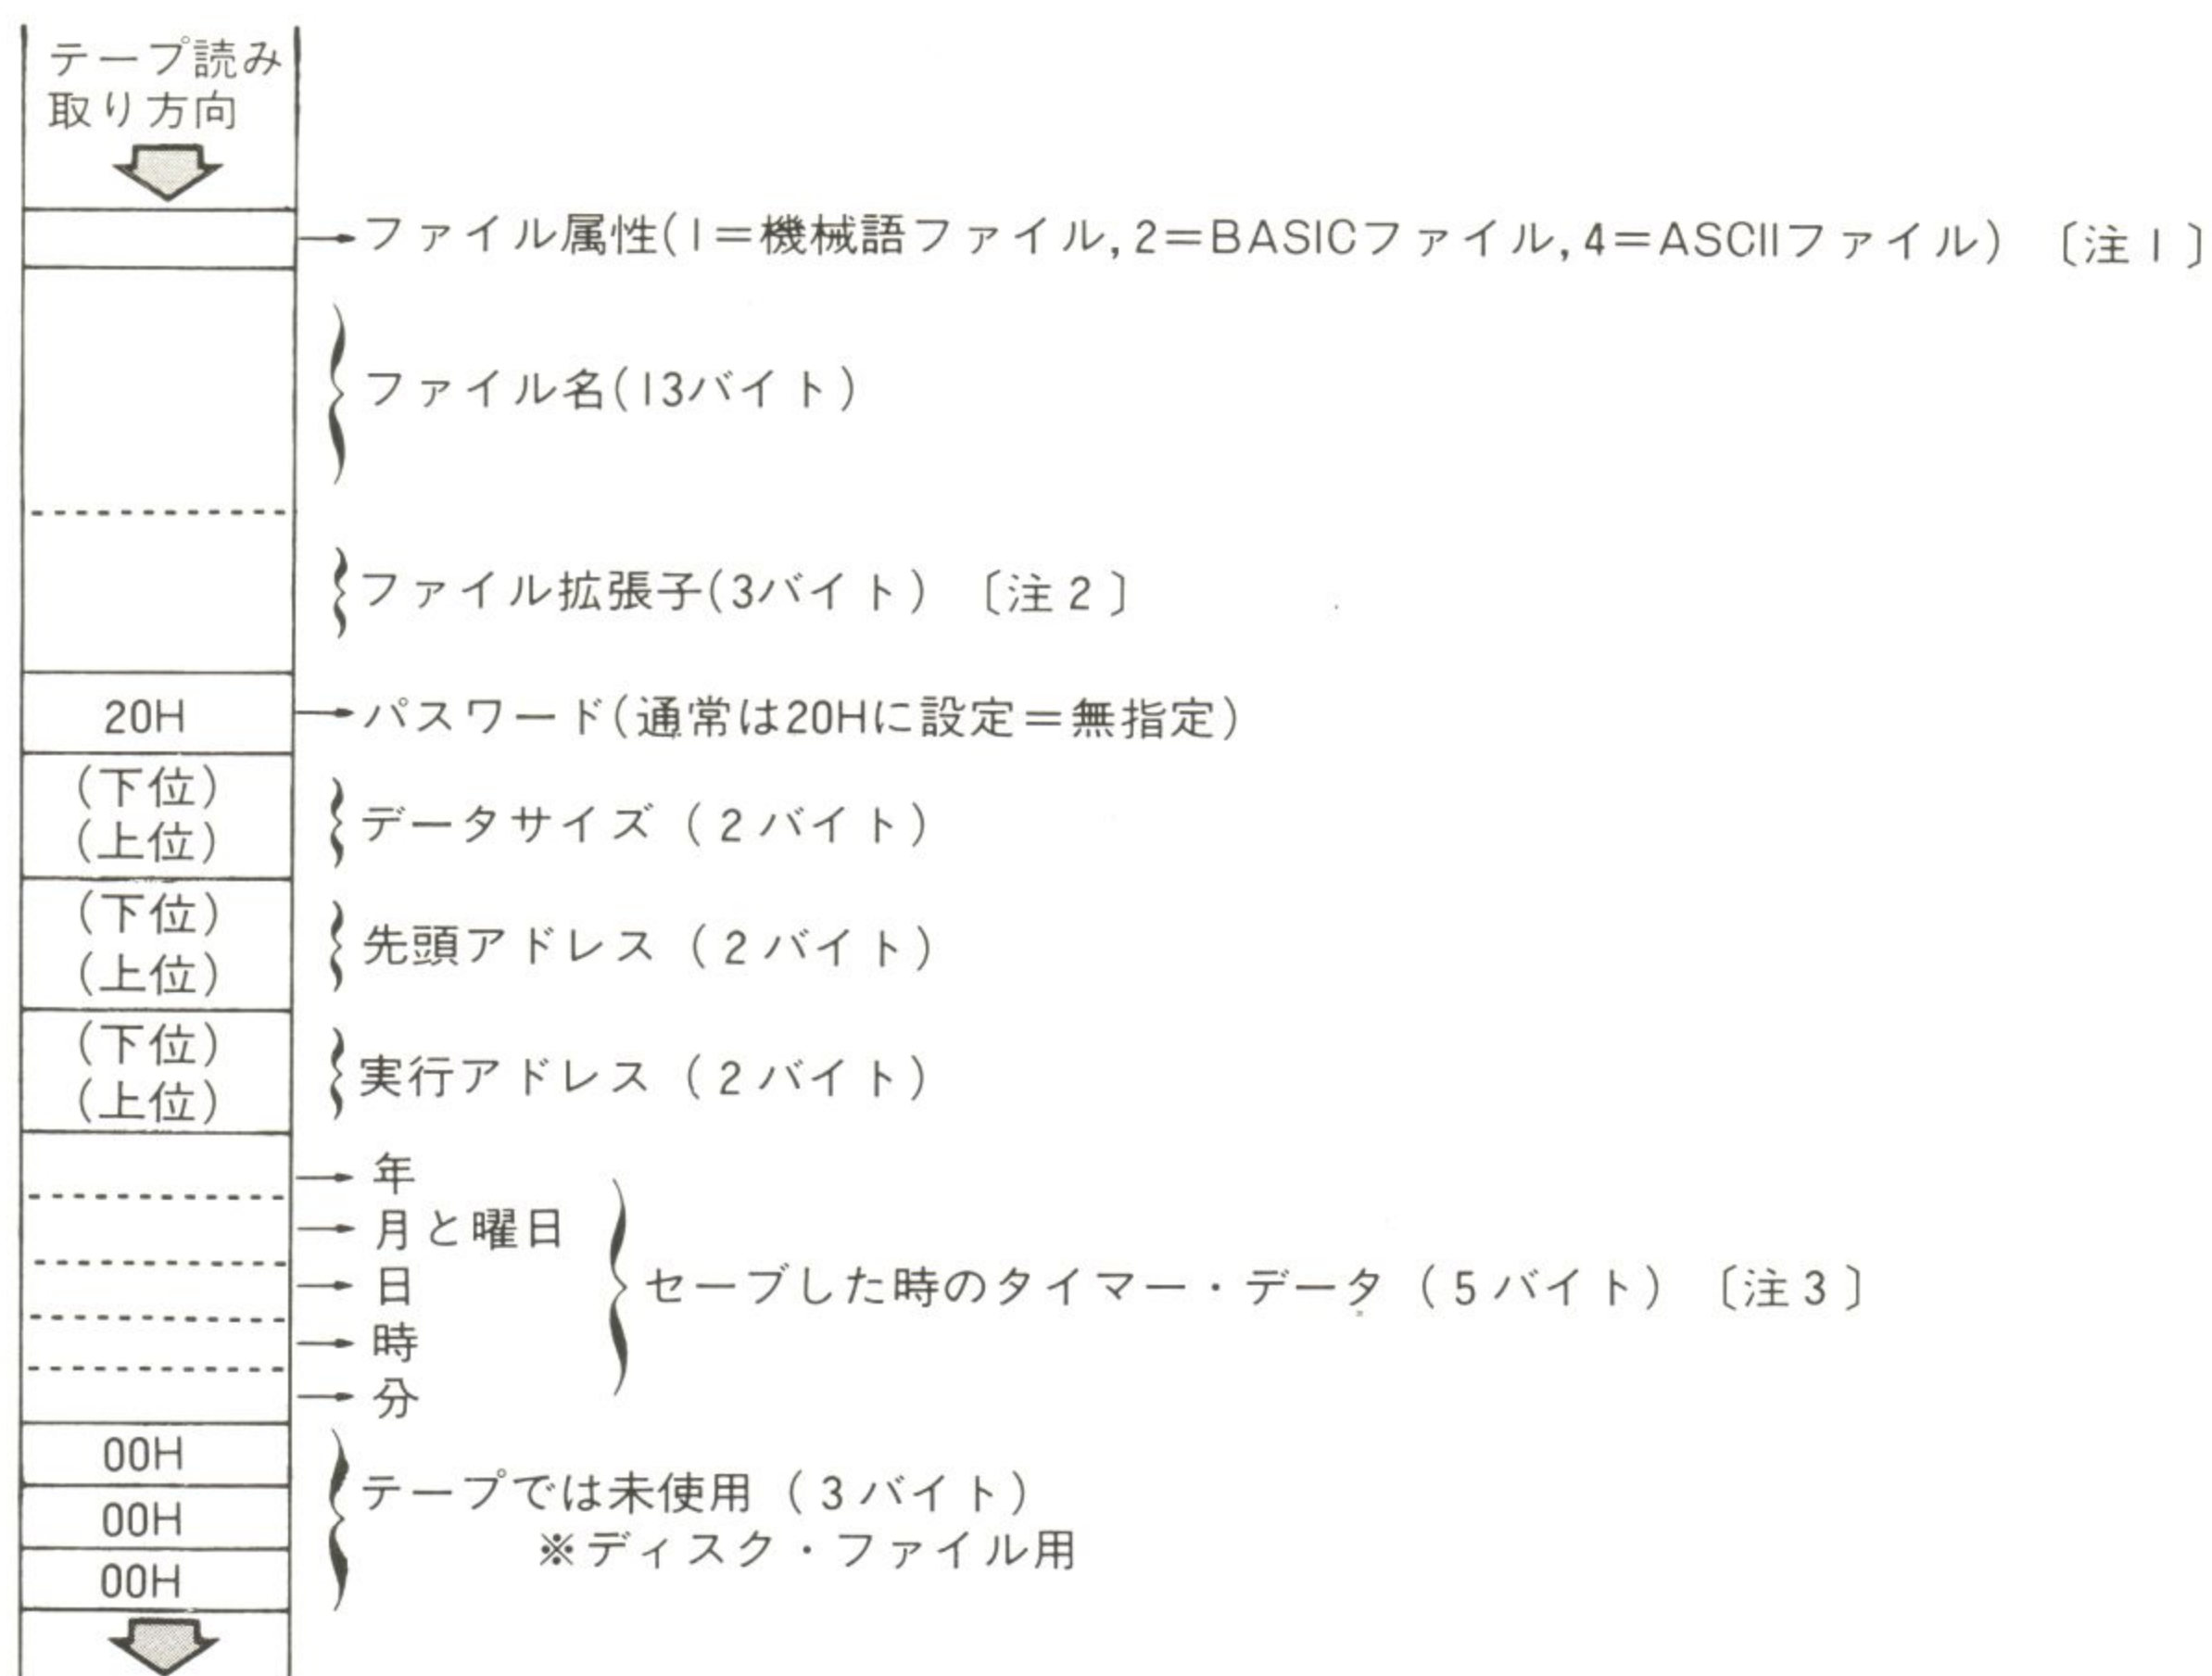 テープ読み
取り方向
ファイル属性(1=機械語ファイル,2=BASICファイル,4=ASCIIファイル) 〔注1〕
ファイル名(13バイト)
ファイル拡張子(3バイト) 〔注2〕
20H
パスワード(通常は20Hに設定=無指定)
(下位)
(上位)
データサイズ(2バイト)
(下位)
(上位)
先頭アドレス(2バイト)
(下位)
(上位)
実行アドレス(2バイト)
年
月と曜日
日
時
分
セーブした時のタイマー・データ(5バイト) 〔注3〕
00H
00H
00H
テープでは未使用(3バイト)
※ディスク・ファイル用